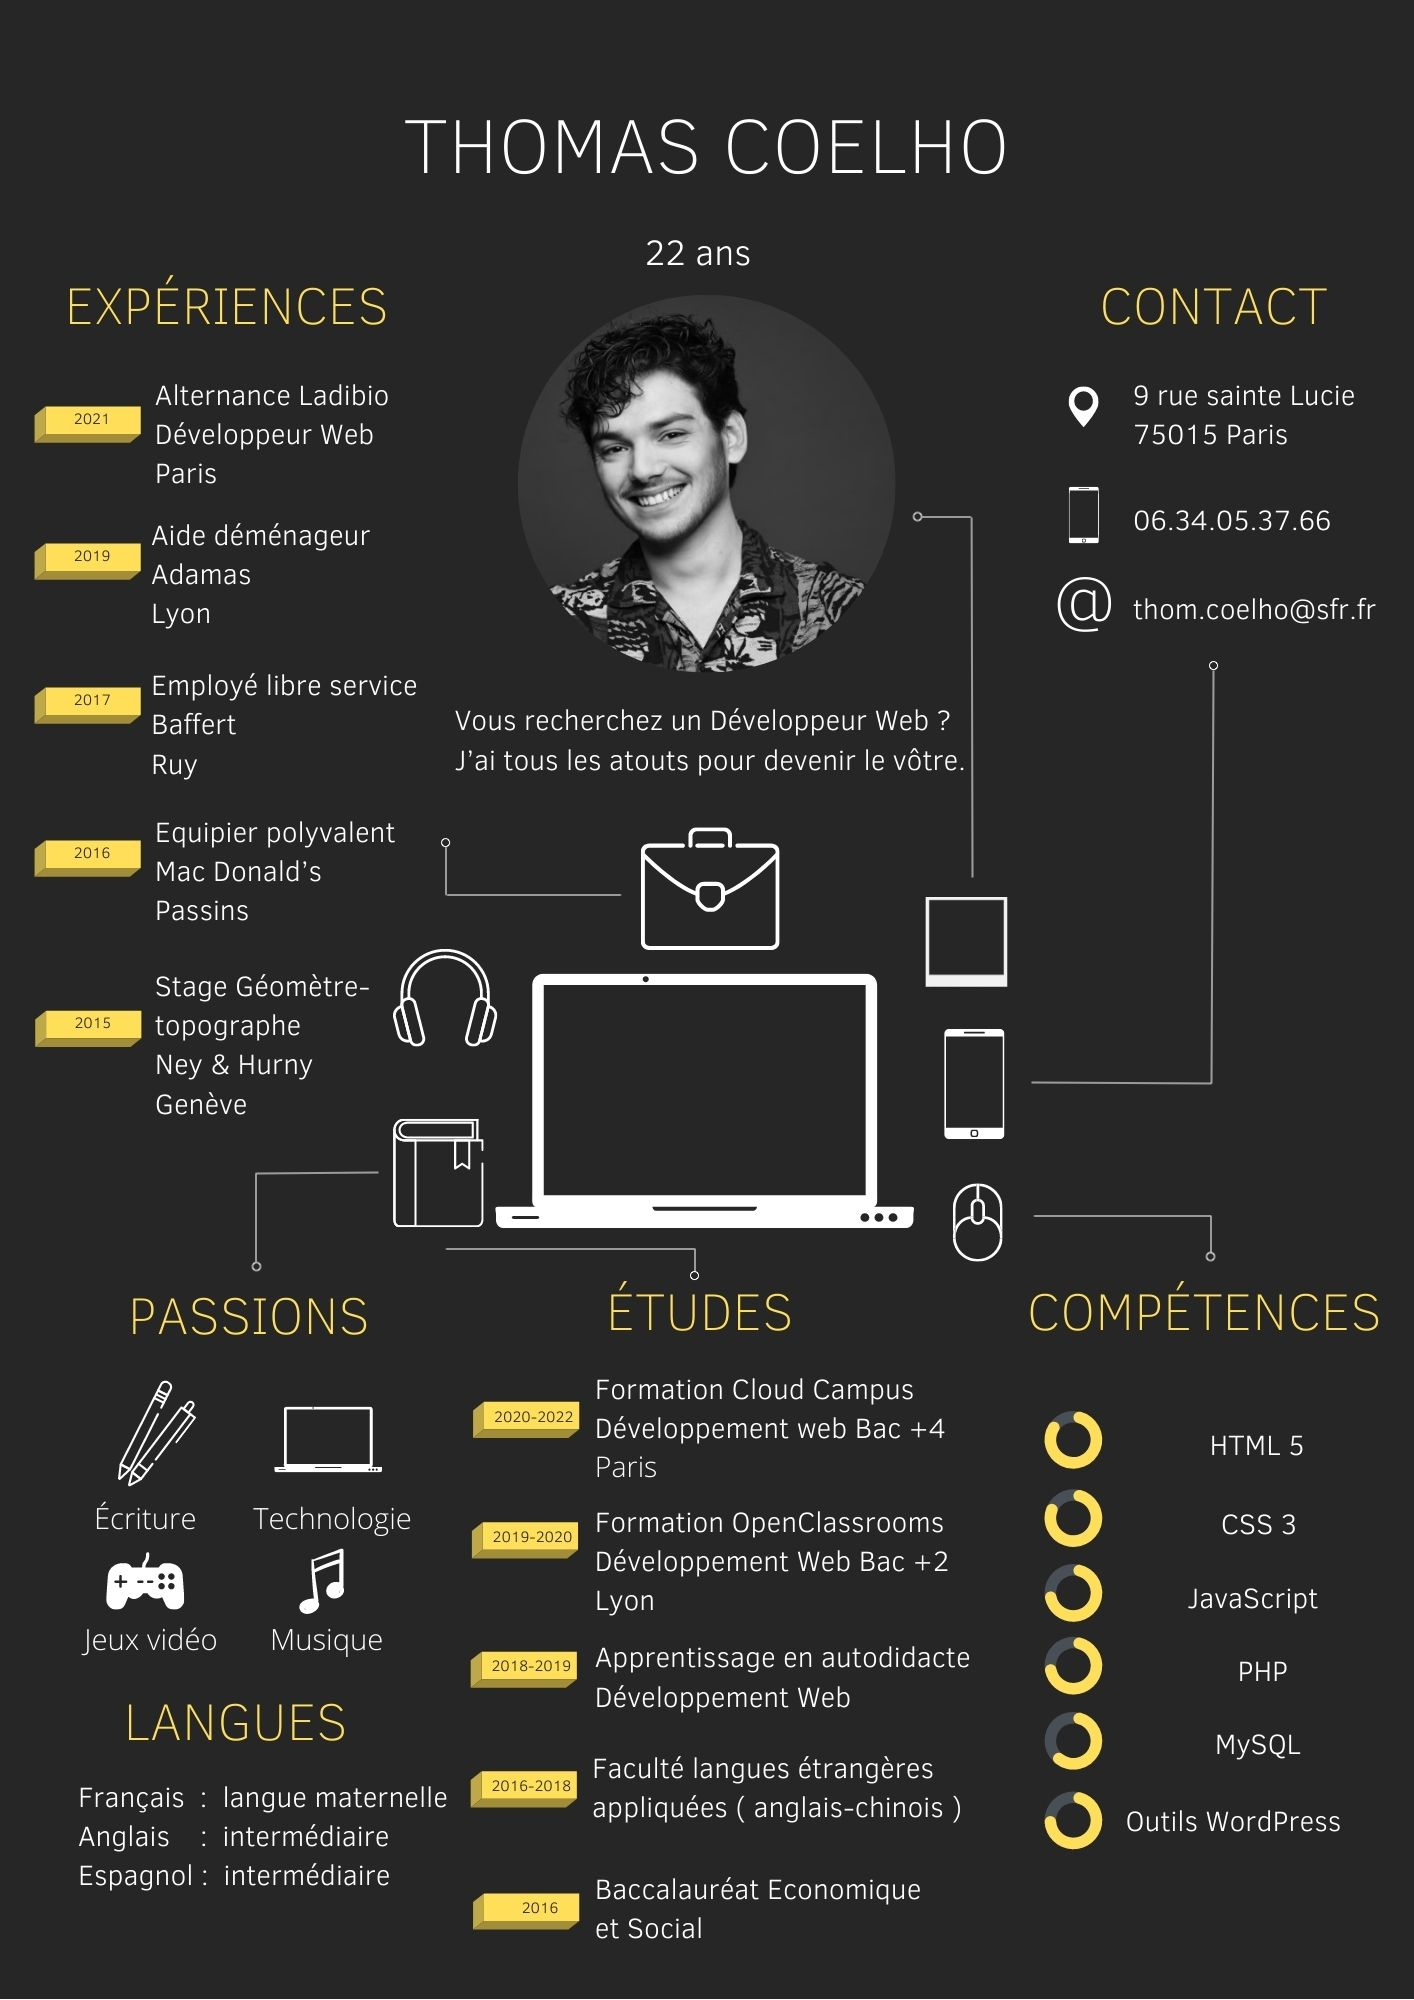 THOMAS COELHO
22 ans
EXPÉRIENCES
2021
Alternance Ladibio
Développeur Web
Paris
2019
Aide déménageur
Adamas
Lyon
2017
Employé libre service
Baffert
Ruy
2016
Equipier polyvalent
Mac Donald’s
Passins
2015
Stage Géomètre-
topographe
Ney & Hurny
Genève
Vous recherchez un Développeur Web ?
J’ai tous les atouts pour devenir le vôtre.
CONTACT
9 rue sainte Lucie
75015 Paris
06.34.05.37.66
@ thom.coelho@sfr.fr
PASSIONS
Écriture
Technologie
Jeux vidéo
Musique
LANGUES
Français : langue maternelle
Anglais : intermédiaire
Espagnol : intermédiaire
ÉTUDES
2020-2022
Formation Cloud Campus
Développement web Bac +4
Paris
2019-2020
Formation OpenClassrooms
Développement Web Bac +2
Lyon
2018-2019
Apprentissage en autodidacte
Développement Web
2016-2018
Faculté langues étrangères
appliquées ( anglais-chinois )
2016
Baccalauréat Economique
et Social
COMPÉTENCES
HTML 5
CSS 3
JavaScript
PHP
MySQL
Outils WordPress